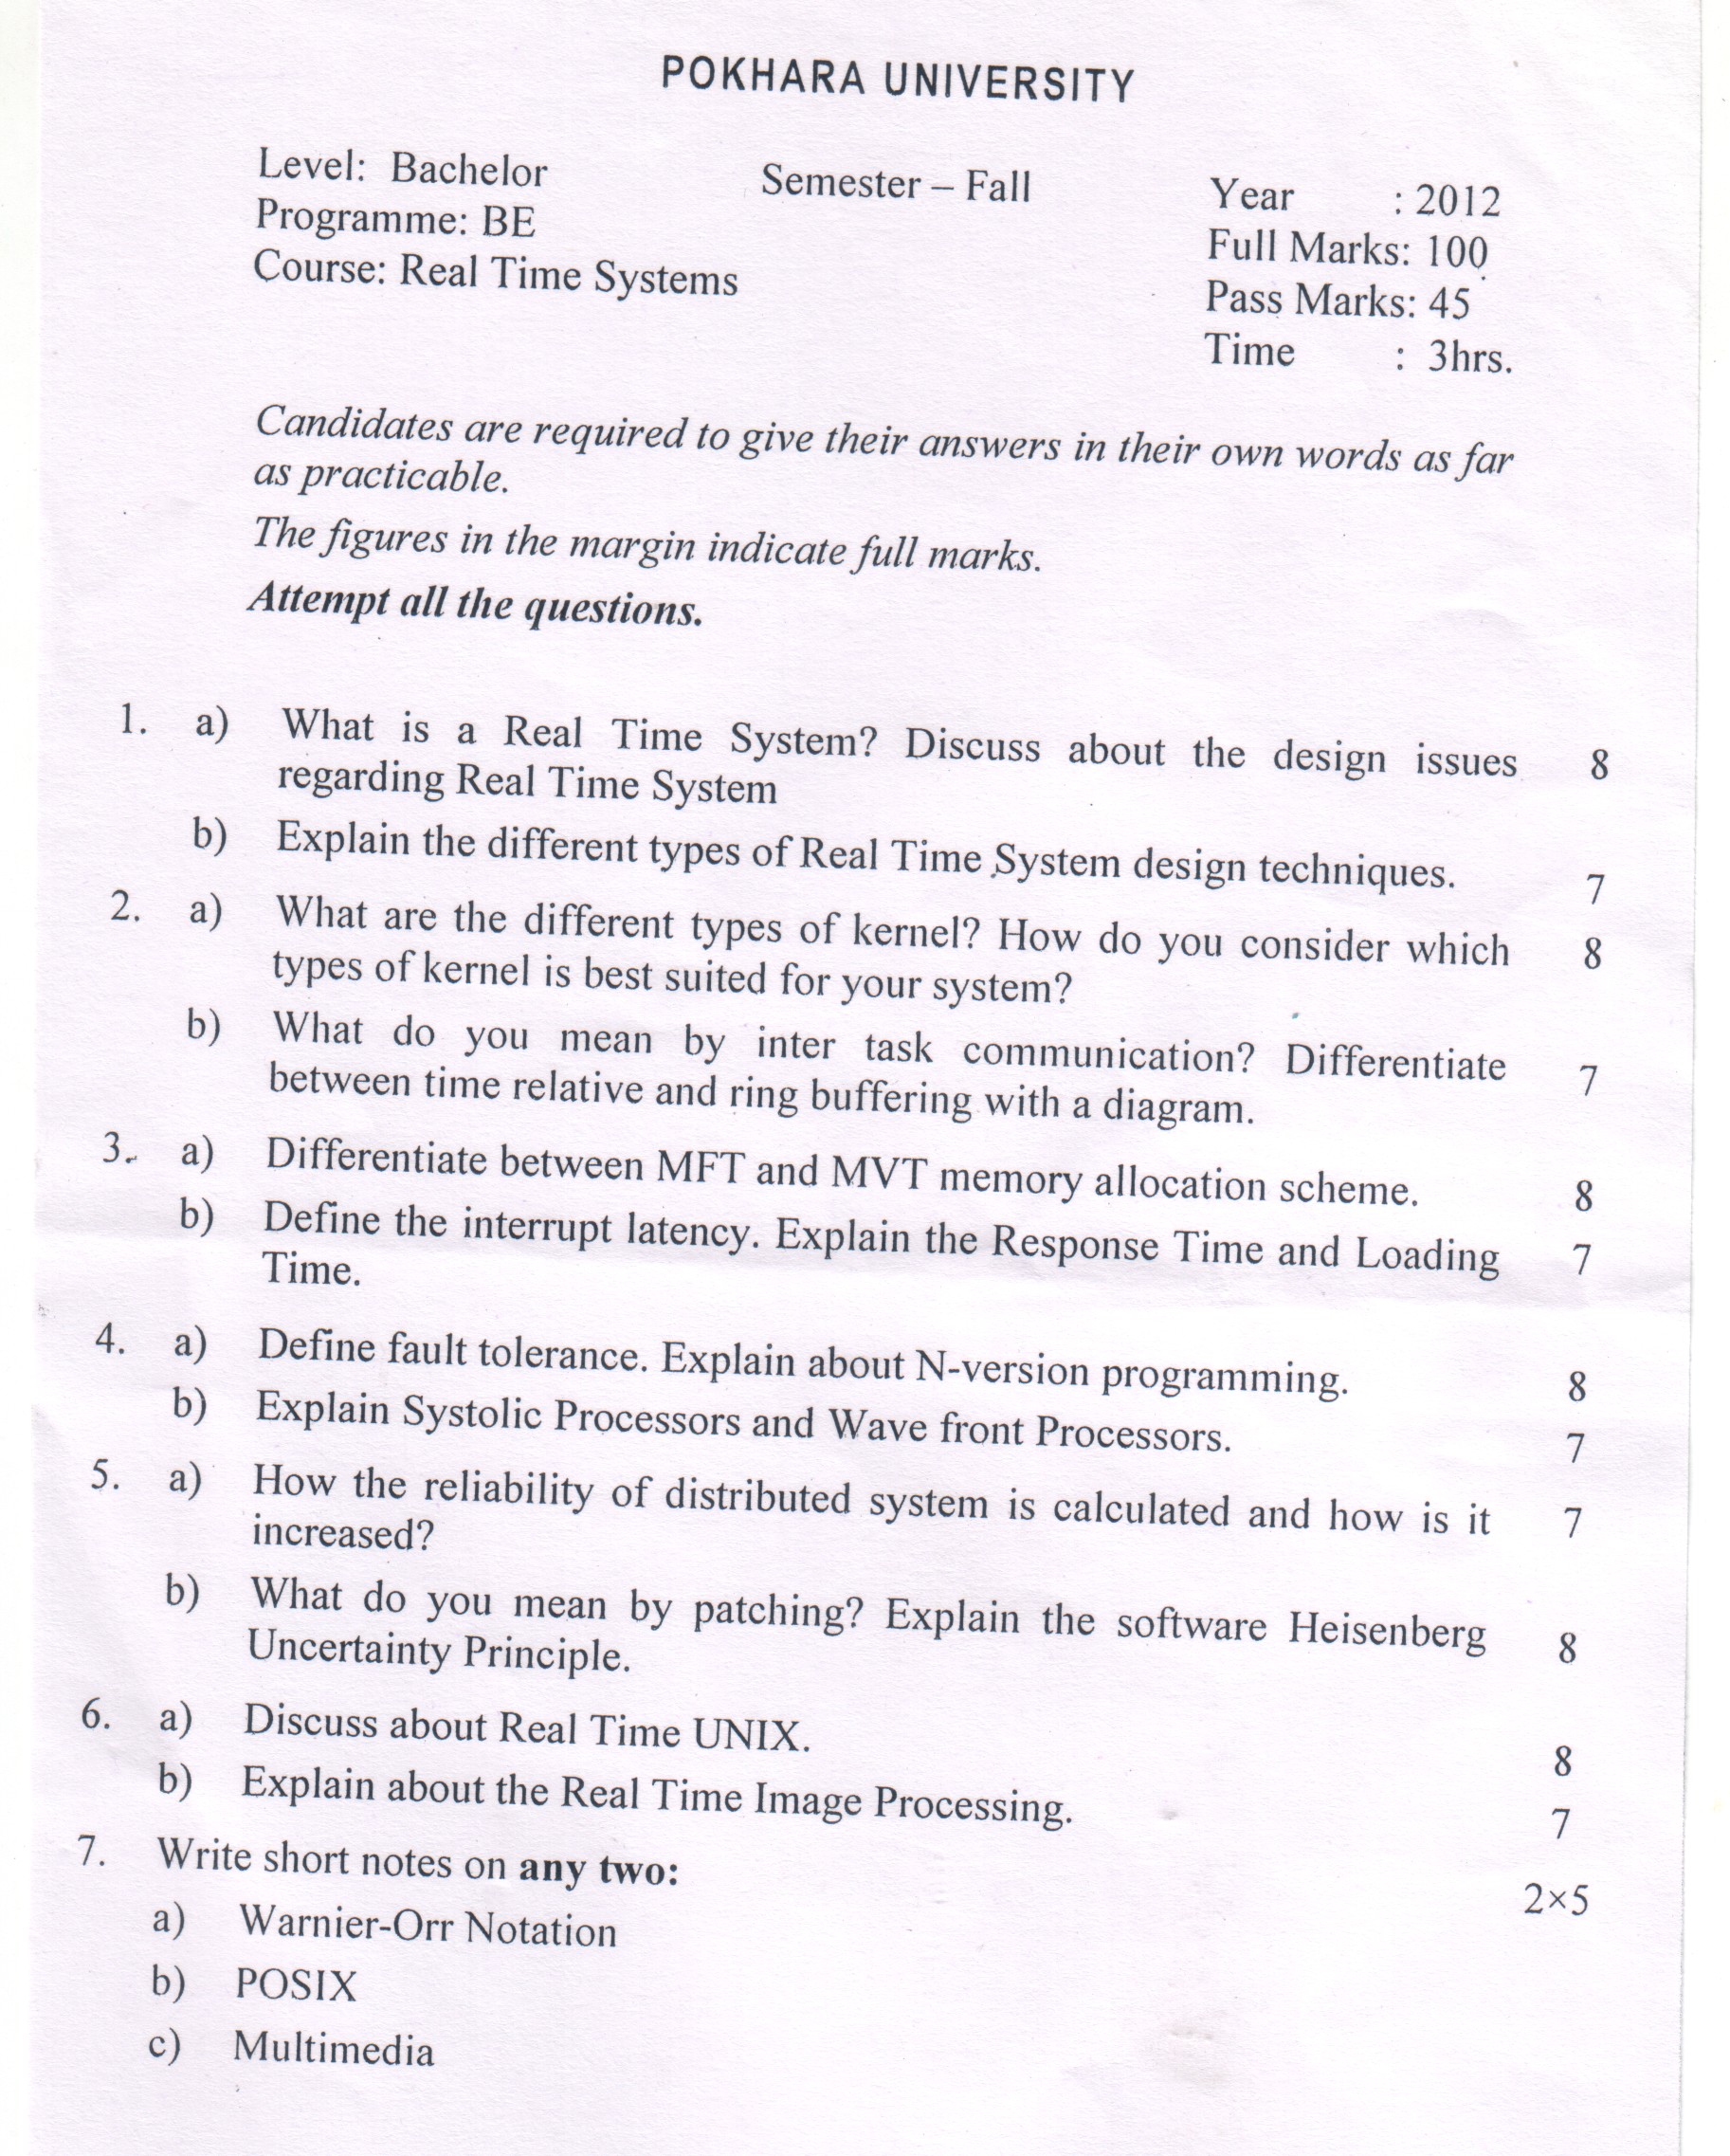 POKHARA UNIVERSITY
Level: Bachelor Semester – Fall Year : 2012
Programme: BE Full Marks: 100
Course: Real Time Systems Pass Marks: 45
Time : 3hrs.
Candidates are required to give their answers in their own words as far
as practicable.
The figures in the margin indicate full marks.
Attempt all the questions.
1. a) What is a Real Time System? Discuss about the design issues 8
regarding Real Time System
b) Explain the different types of Real Time System design techniques. 7
2. a) What are the different types of kernel? How do you consider which 8
types of kernel is best suited for your system?
b) What do you mean by inter task communication? Differentiate 7
between time relative and ring buffering with a diagram.
3. a) Differentiate between MFT and MVT memory allocation scheme. 8
b) Define the interrupt latency. Explain the Response Time and Loading 7
Time.
4. a) Define fault tolerance. Explain about N-version programming. 8
b) Explain Systolic Processors and Wave front Processors. 7
5. a) How the reliability of distributed system is calculated and how is it 7
increased?
b) What do you mean by patching? Explain the software Heisenberg 8
Uncertainty Principle.
6. a) Discuss about Real Time UNIX. 8
b) Explain about the Real Time Image Processing. 7
7. Write short notes on any two: 2×5
a) Warnier-Orr Notation
b) POSIX
c) Multimedia